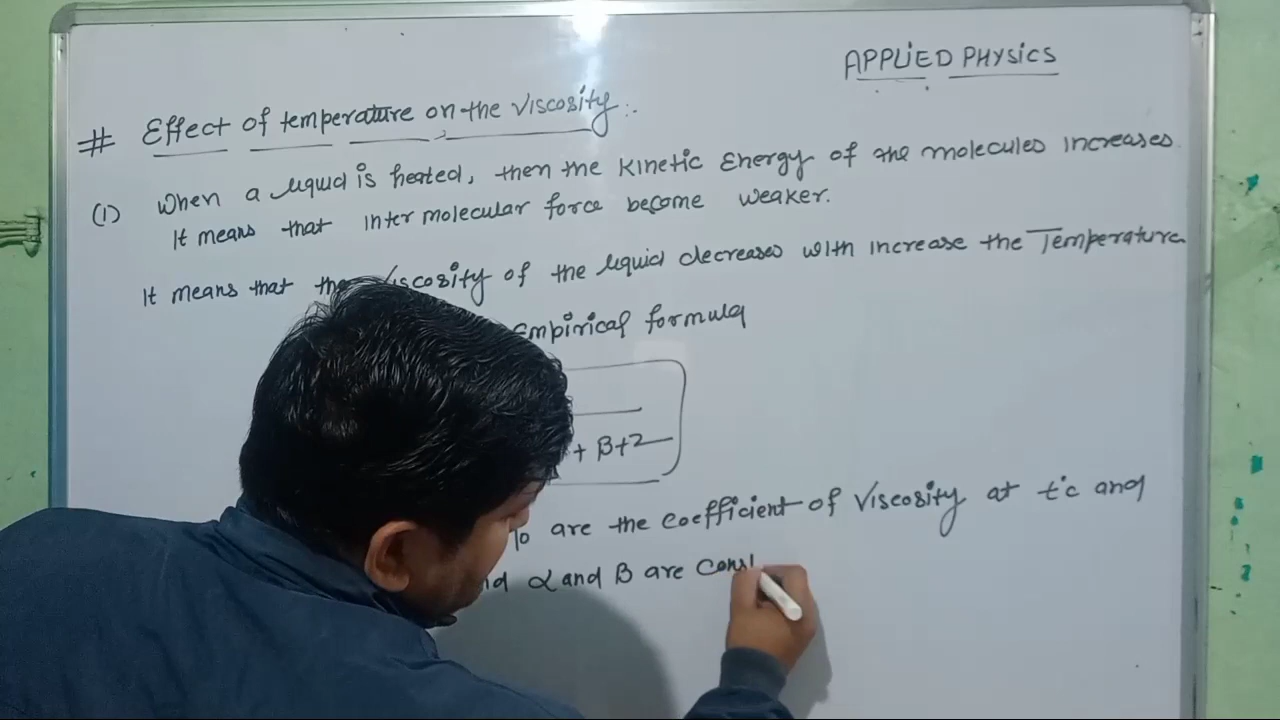 APPLIED PHYSICS
# Effect of temperature on the Viscosity :.
(1) When a liquid is heated, then the Kinetic Energy of the molecules increases.
It means that inter molecular force become weaker.
It means that the Viscosity of the liquid decreases with increase the Temperature
Empirical formula
+ βt2
are the coefficient of Viscosity at t°c and
α and β are